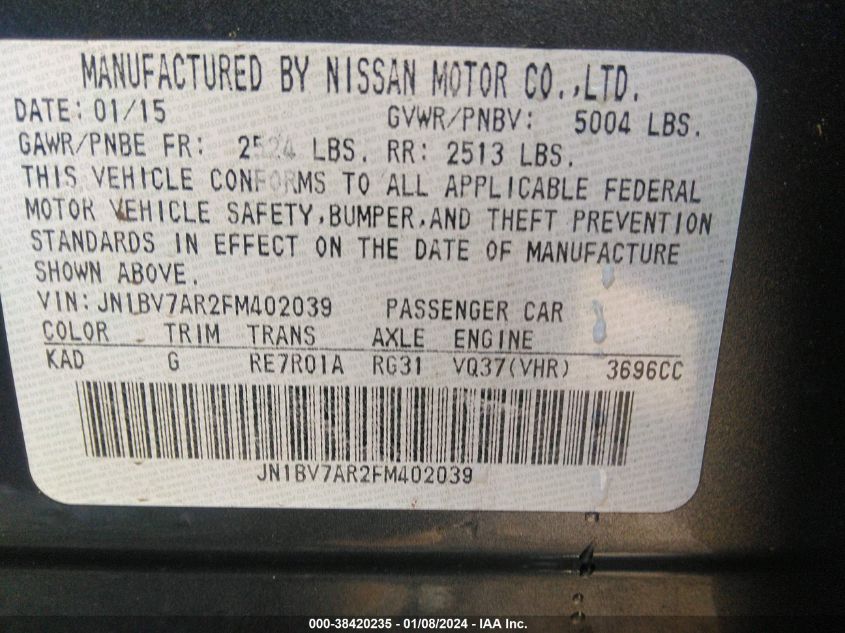 MANUFACTURED BY NISSAN MOTOR CO.,LTD.
DATE: 01/15 GVWR/PNBV: 5004 LBS.
GAWR/PNBE FR: 2524 LBS. RR: 2513 LBS.
THIS VEHICLE CONFORMS TO ALL APPLICABLE FEDERAL
MOTOR VEHICLE SAFETY,BUMPER,AND THEFT PREVENTION
STANDARDS IN EFFECT ON THE DATE OF MANUFACTURE
SHOWN ABOVE.
VIN: JN1BV7AR2FM402039 PASSENGER CAR
COLOR TRIM TRANS AXLE ENGINE
KAD G RE7R01A RG31 VQ37(VHR) 3696CC
JN1BV7AR2FM402039
000-38420235 - 01/08/2024 - IAA Inc.